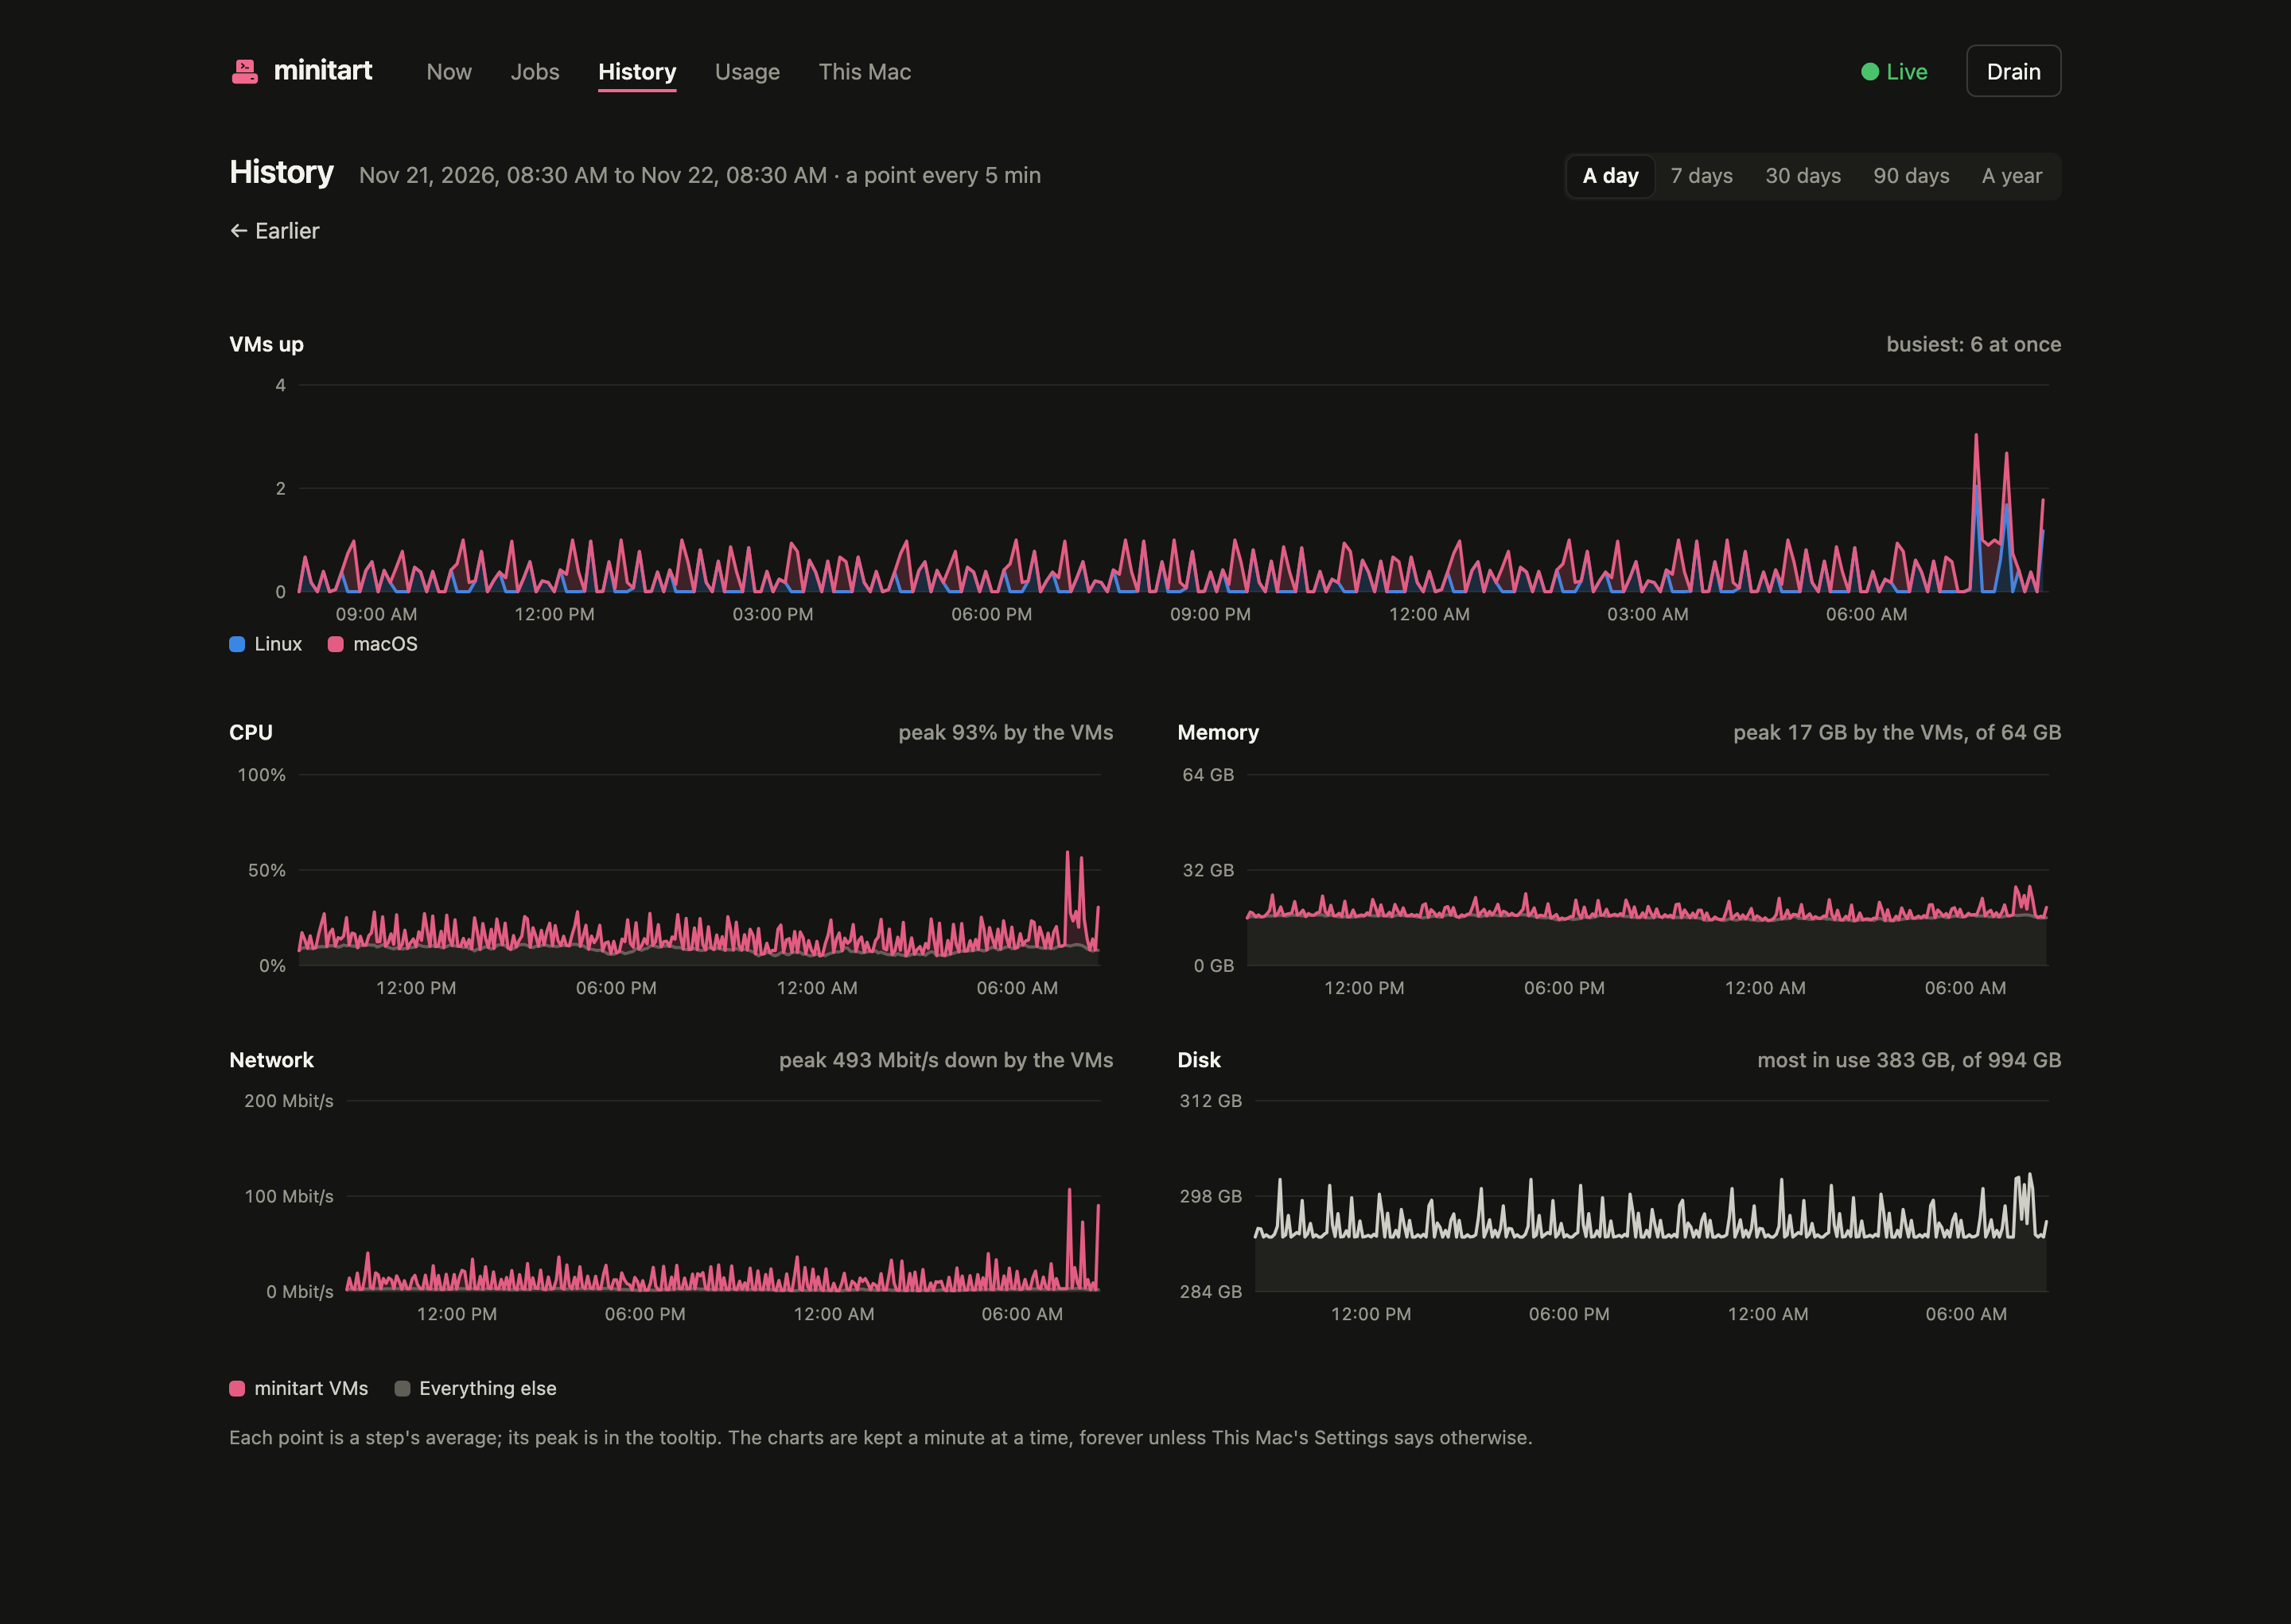 minitart
Now
Jobs
History
Usage
This Mac
Live
Drain
History
Nov 21, 2026, 08:30 AM to Nov 22, 08:30 AM · a point every 5 min
A day
7 days
30 days
90 days
A year
← Earlier
VMs up
busiest: 6 at once
4
2
0
09:00 AM
12:00 PM
03:00 PM
06:00 PM
09:00 PM
12:00 AM
03:00 AM
06:00 AM
Linux
macOS
CPU
peak 93% by the VMs
100%
50%
0%
12:00 PM
06:00 PM
12:00 AM
06:00 AM
Memory
peak 17 GB by the VMs, of 64 GB
64 GB
32 GB
0 GB
12:00 PM
06:00 PM
12:00 AM
06:00 AM
Network
peak 493 Mbit/s down by the VMs
200 Mbit/s
100 Mbit/s
0 Mbit/s
12:00 PM
06:00 PM
12:00 AM
06:00 AM
Disk
most in use 383 GB, of 994 GB
312 GB
298 GB
284 GB
12:00 PM
06:00 PM
12:00 AM
06:00 AM
minitart VMs
Everything else
Each point is a step's average; its peak is in the tooltip. The charts are kept a minute at a time, forever unless This Mac's Settings says otherwise.